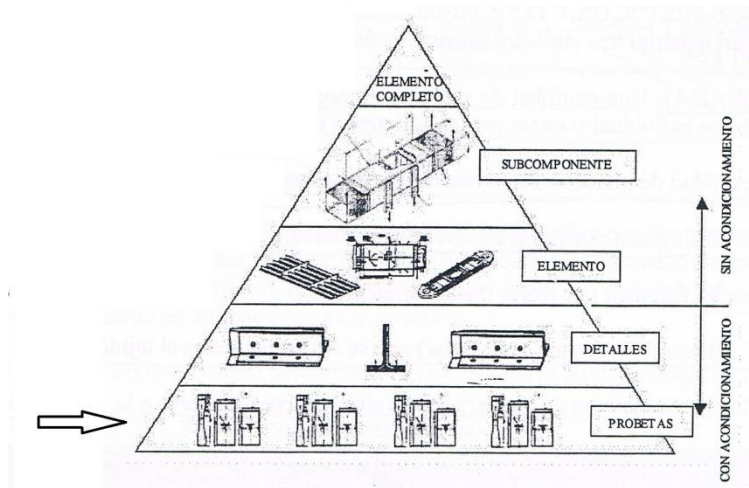 ELEMENTO
COMPLETO
SUBCOMPONENTE
ELEMENTO
DETALLES
PROBETAS
SIN ACONDICIONAMIENTO
CON ACONDICIONAMIENTO